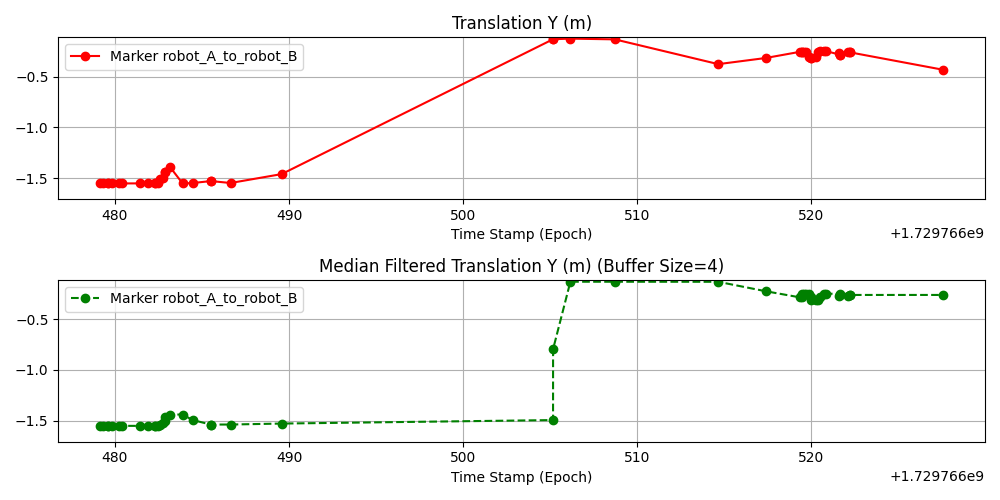 Translation Y (m)
Marker robot_A_to_robot_B
−0.5
−1.0
−1.5
480 490 500 510 520
Time Stamp (Epoch)
+1.729766e9
Median Filtered Translation Y (m) (Buffer Size=4)
Marker robot_A_to_robot_B
−0.5
−1.0
−1.5
480 490 500 510 520
Time Stamp (Epoch)
+1.729766e9